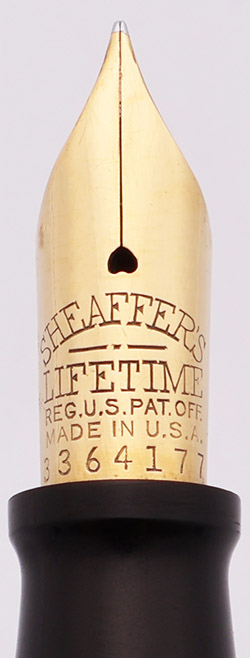 SHEAFFER'S
LIFETIME
REG.U.S.PAT.OFF.
MADE IN U.S.A.
3364177